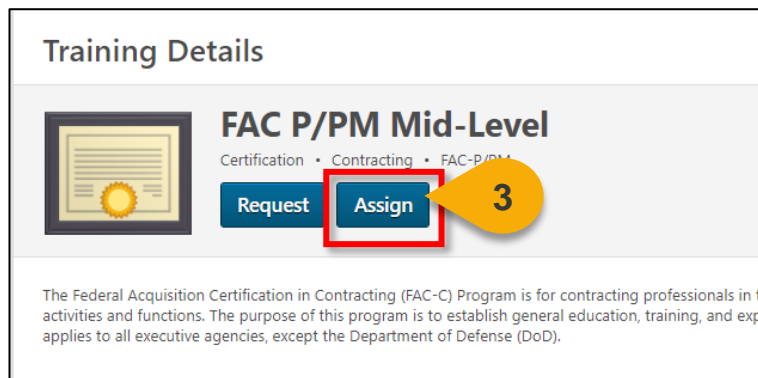 Training Details
FAC P/PM Mid-Level
Certification • Contracting • FAC-P/PM
Request Assign 3
The Federal Acquisition Certification in Contracting (FAC-C) Program is for contracting professionals in
activities and functions. The purpose of this program is to establish general education, training, and
applies to all executive agencies, except the Department of Defense (DoD).